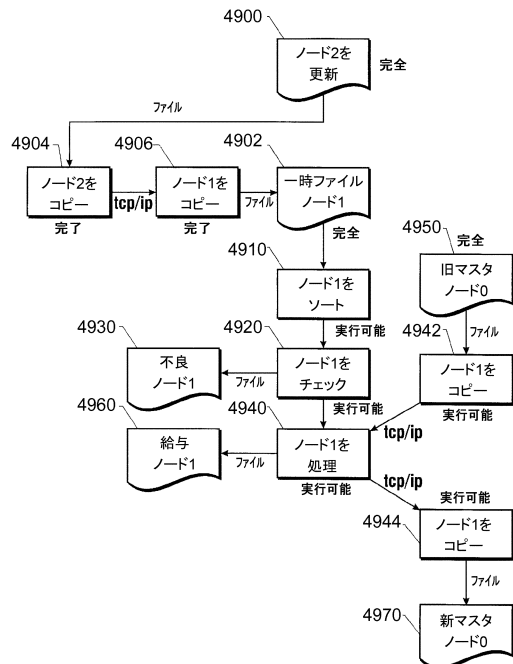 4900
ノード2を
更新
完全
ファイル
4904
4906
4902
ノード2を
コピー
tcp/ip
ノード1を
コピー
ファイル
一時ファイル
ノード1
完了
完了
完全
4950
完全
4910
ノード1を
ソート
旧マスタ
ノード0
実行可能
ファイル
4930
4920
4942
不良
ノード1
ファイル
ノード1を
チェック
ノード1を
コピー
実行可能
実行可能
4960
4940
tcp/ip
給与
ノード1
ファイル
ノード1を
処理
実行可能
tcp/ip
実行可能
4944
ノード1を
コピー
ファイル
4970
新マスタ
ノード0